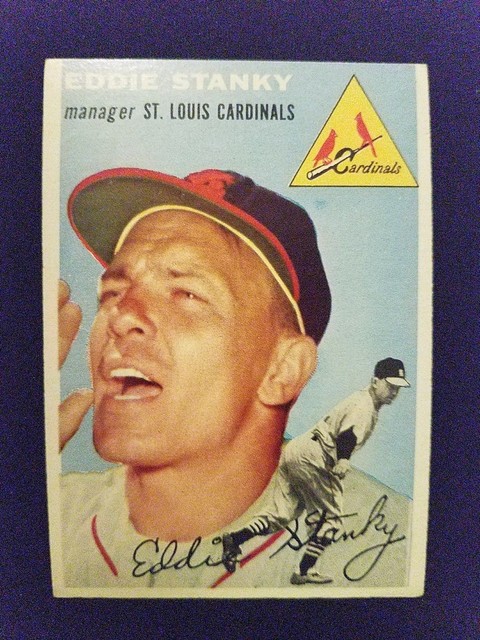 EDDIE STANKY
manager ST. LOUIS CARDINALS
Cardinals
Eddie Stanky